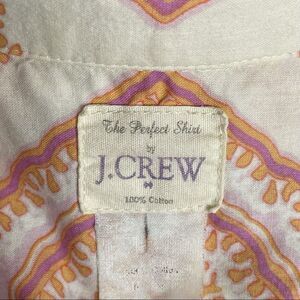 The Perfect Shirt
by
J.CREW
100% Cotton